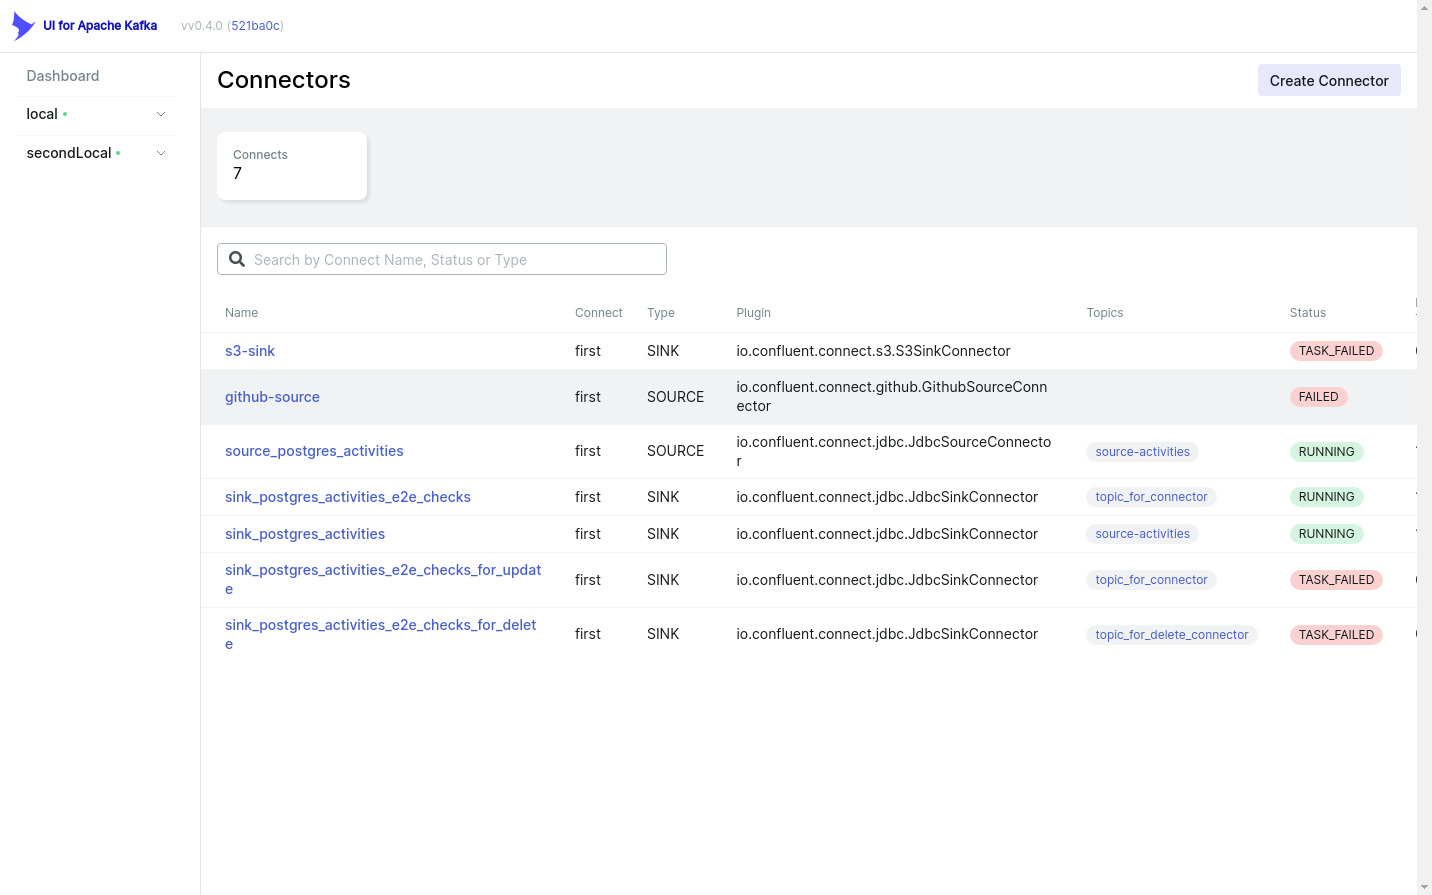 UI for Apache Kafka vv0.4.0 (521ba0c)
Dashboard
local
secondLocal
Connectors
Create Connector
Connects
7
Search by Connect Name, Status or Type
Name Connect Type Plugin Topics Status
s3-sink first SINK io.confluent.connect.s3.S3SinkConnector TASK_FAILED
github-source first SOURCE io.confluent.connect.github.GithubSourceConn
ector FAILED
source_postgres_activities first SOURCE io.confluent.connect.jdbc.JdbcSourceConnecto
r source-activities RUNNING
sink_postgres_activities_e2e_checks first SINK io.confluent.connect.jdbc.JdbcSinkConnector topic_for_connector RUNNING
sink_postgres_activities first SINK io.confluent.connect.jdbc.JdbcSinkConnector source-activities RUNNING
sink_postgres_activities_e2e_checks_for_updat
e first SINK io.confluent.connect.jdbc.JdbcSinkConnector topic_for_connector TASK_FAILED
sink_postgres_activities_e2e_checks_for_delet
e first SINK io.confluent.connect.jdbc.JdbcSinkConnector topic_for_delete_connector TASK_FAILED